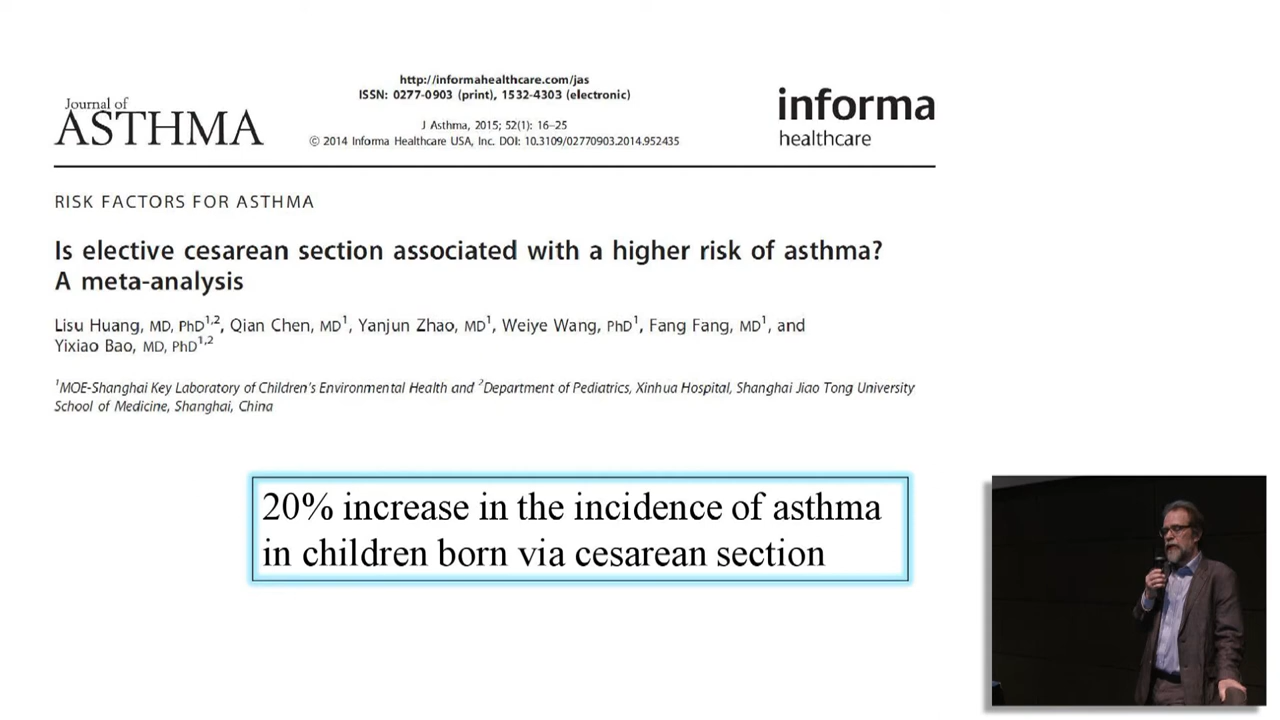 Journal of
ASTHMA
http://informahealthcare.com/jas
ISSN: 0277-0903 (print), 1532-4303 (electronic)
J Asthma, 2015; 52(1): 16–25
© 2014 Informa Healthcare USA, Inc. DOI: 10.3109/02770903.2014.952435
informa
healthcare
RISK FACTORS FOR ASTHMA
Is elective cesarean section associated with a higher risk of asthma?
A meta-analysis
Lisu Huang, MD, PhD1,2, Qian Chen, MD1, Yanjun Zhao, MD1, Weiye Wang, PhD1, Fang Fang, MD1, and
Yixiao Bao, MD, PhD1,2
1MOE-Shanghai Key Laboratory of Children's Environmental Health and 2Department of Pediatrics, Xinhua Hospital, Shanghai Jiao Tong University
School of Medicine, Shanghai, China
20% increase in the incidence of asthma
in children born via cesarean section